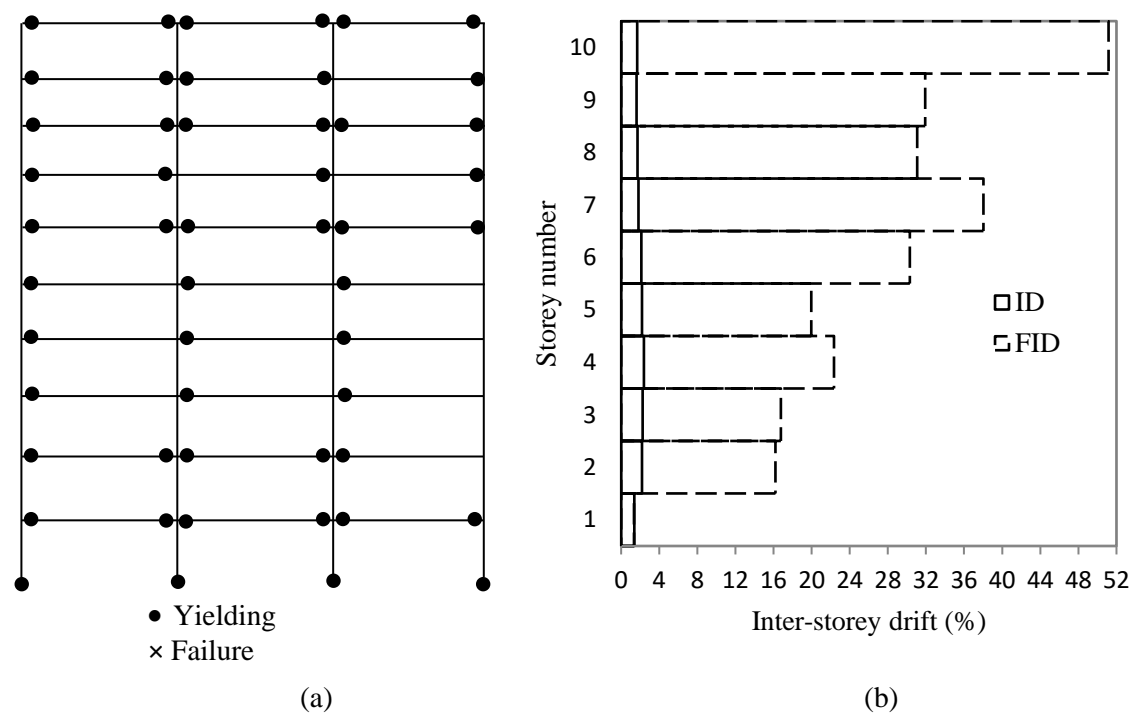 ● Yielding
× Failure
(a)
Storey number
10
9
8
7
6
5
4
3
2
1
0 4 8 12 16 20 24 28 32 36 40 44 48 52
Inter-storey drift (%)
ID
FID
(b)